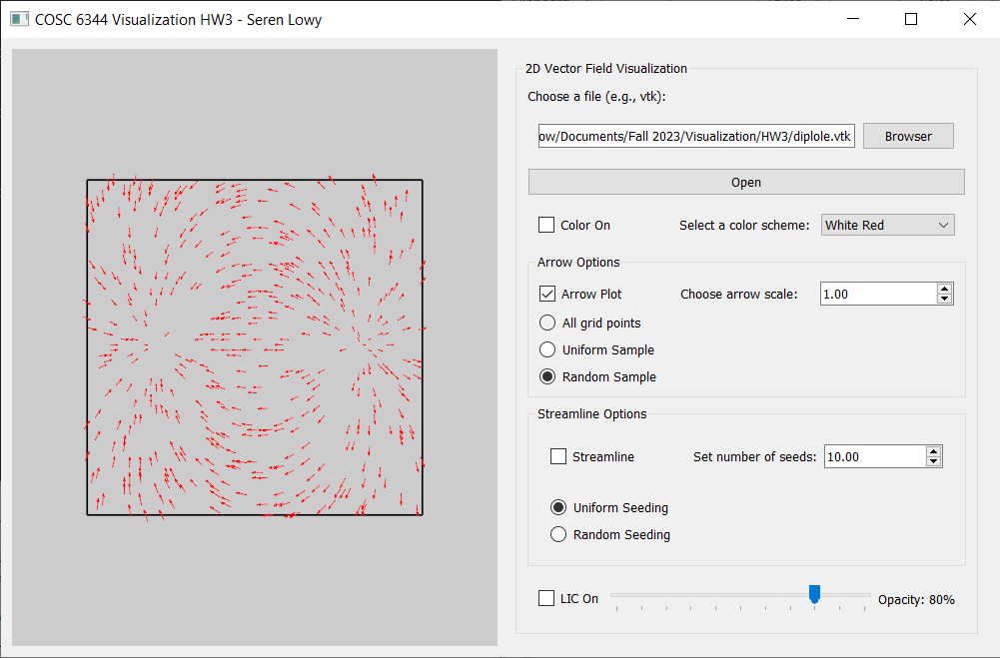 COSC 6344 Visualization HW3 - Seren Lowy
2D Vector Field Visualization
Choose a file (e.g., vtk):
ow/Documents/Fall 2023/Visualization/HW3/diplole.vtk Browser
Open
Color On Select a color scheme: White Red
Arrow Options
Arrow Plot Choose arrow scale: 1.00
All grid points
Uniform Sample
Random Sample
Streamline Options
Streamline Set number of seeds: 10.00
Uniform Seeding
Random Seeding
LIC On Opacity: 80%